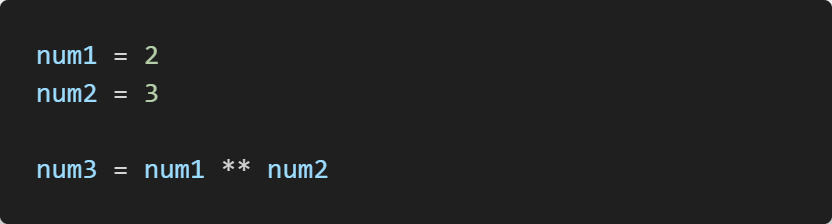 num1 = 2
num2 = 3
num3 = num1 ** num2